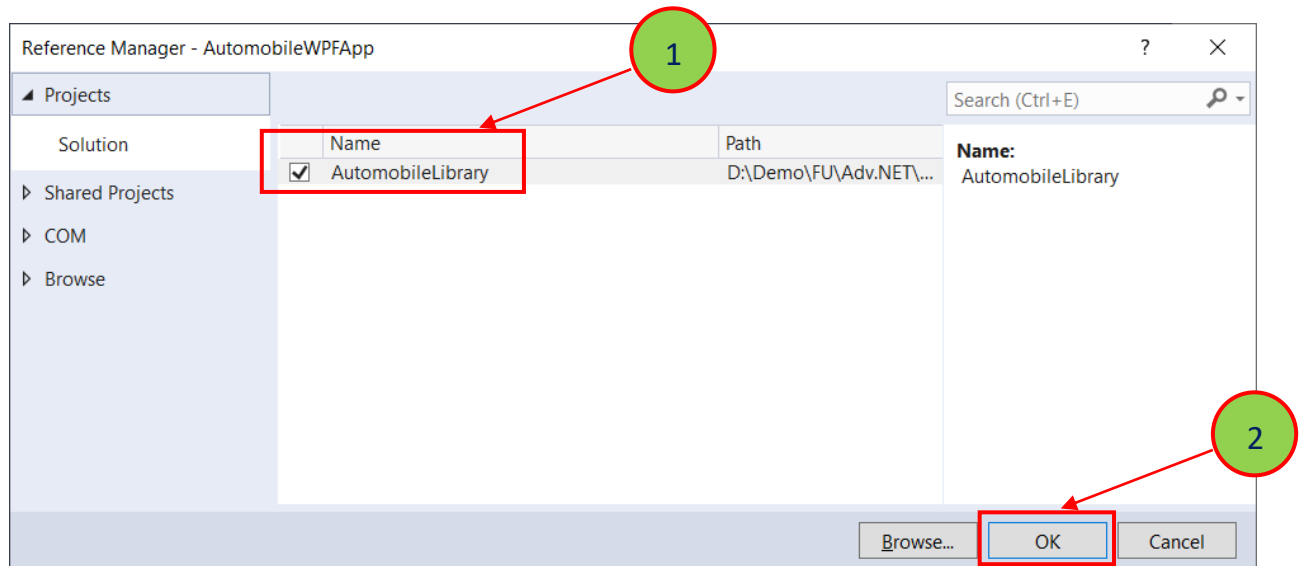 1
Reference Manager - AutomobileWPFApp ?
Projects
Search (Ctrl+E)
Solution
Name Path
Name:
AutomobileLibrary D:\Demo\FU\Adv.NET\...
AutomobileLibrary
Shared Projects
COM
Browse
2
Browse... OK Cancel